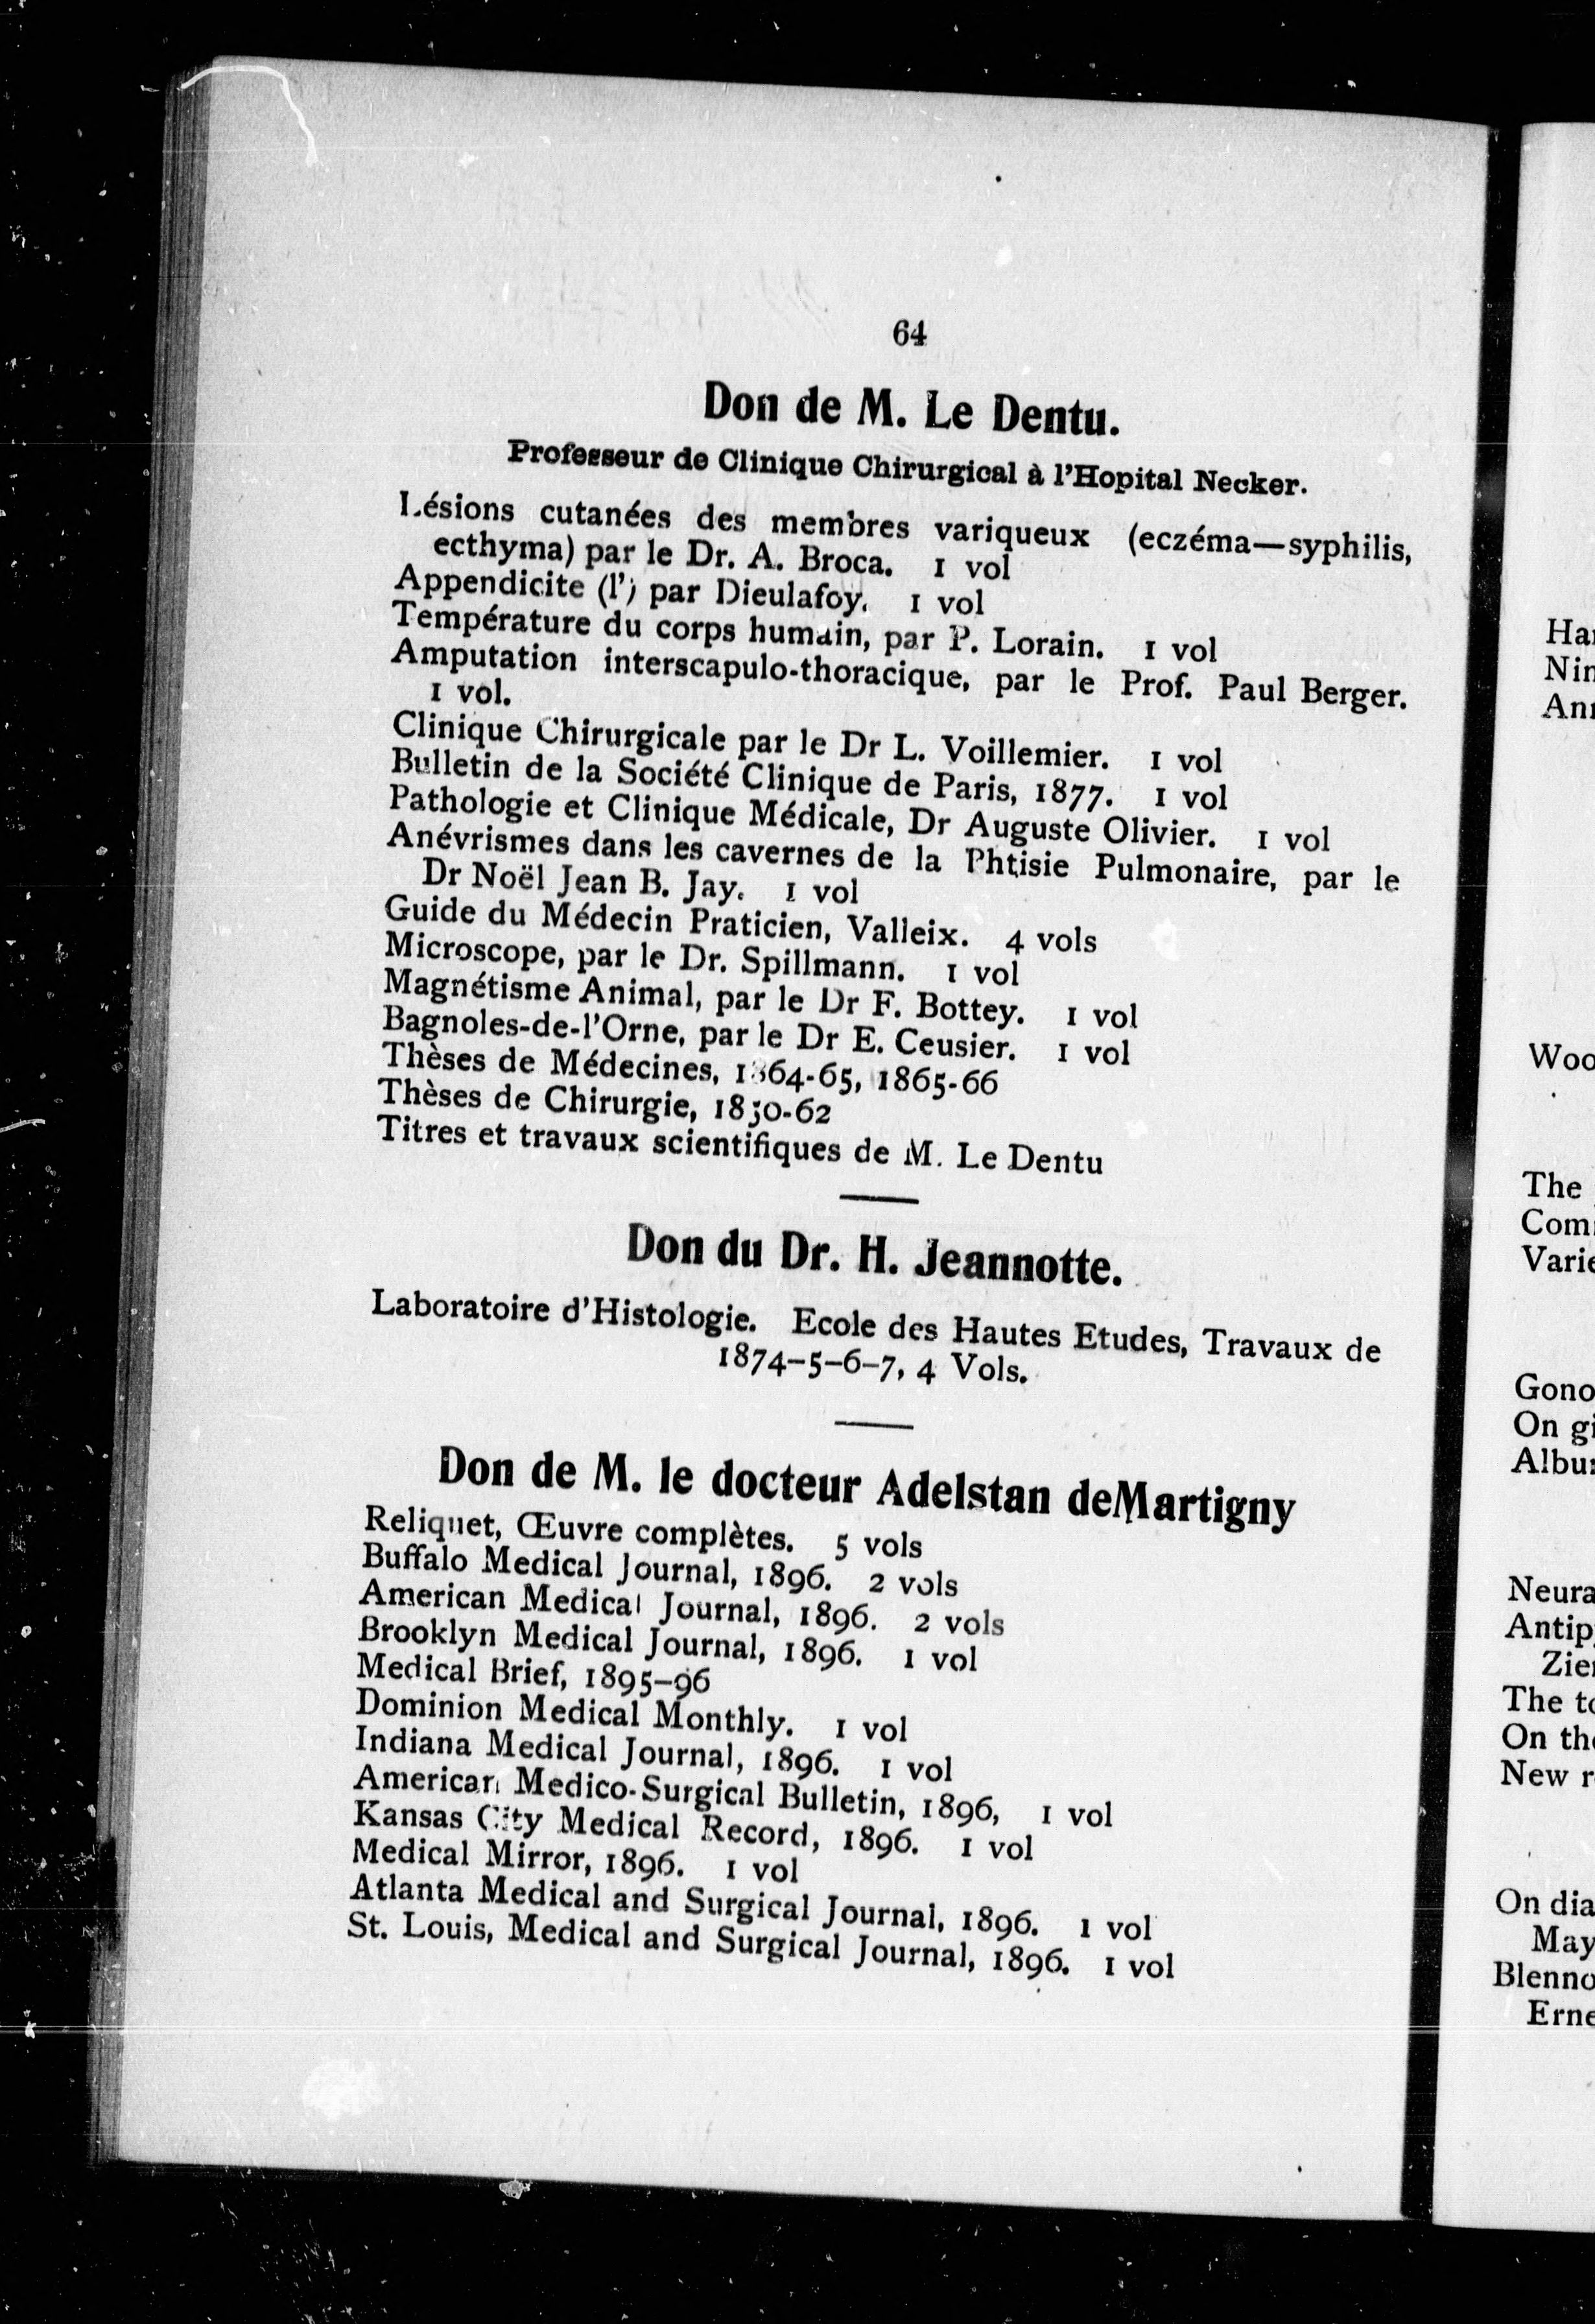 64
Don de M. Le Dentu.
Professeur de Clinique Chirurgical à l'Hopital Necker.
Lésions cutanées des membres variqueux (eczéma—syphilis,
ecthyma) par le Dr. A. Broca. 1 vol
Appendicite (l') par Dieulafoy. 1 vol
Température du corps humain, par P. Lorain. 1 vol
Amputation interscapulo-thoracique, par le Prof. Paul Berger.
1 vol.
Clinique Chirurgicale par le Dr L. Voillemier. 1 vol
Bulletin de la Société Clinique de Paris, 1877. 1 vol
Pathologie et Clinique Médicale, Dr Auguste Olivier. 1 vol
Anévrismes dans les cavernes de la Phtisie Pulmonaire, par le
Dr Noël Jean B. Jay. 1 vol
Guide du Médecin Praticien, Valleix. 4 vols
Microscope, par le Dr. Spillmann. 1 vol
Magnétisme Animal, par le Dr F. Bottey. 1 vol
Bagnoles-de-l'Orne, par le Dr E. Ceusier. 1 vol
Thèses de Médecines, 1864-65, 1865-66
Thèses de Chirurgie, 1850-62
Titres et travaux scientifiques de M. Le Dentu
Don du Dr. H. Jeannotte.
Laboratoire d'Histologie. Ecole des Hautes Etudes, Travaux de
1874–5–6–7, 4 Vols.
Don de M. le docteur Adelstan deMartigny
Reliquet, Œuvre complètes. 5 vols
Buffalo Medical Journal, 1896. 2 vols
American Medical Journal, 1896. 2 vols
Brooklyn Medical Journal, 1896. 1 vol
Medical Brief, 1895–96
Dominion Medical Monthly. 1 vol
Indiana Medical Journal, 1896. 1 vol
American Medico-Surgical Bulletin, 1896, 1 vol
Kansas City Medical Record, 1896. 1 vol
Medical Mirror, 1896. 1 vol
Atlanta Medical and Surgical Journal, 1896. 1 vol
St. Louis, Medical and Surgical Journal, 1896. 1 vol
The
On
The
On
New
On
May